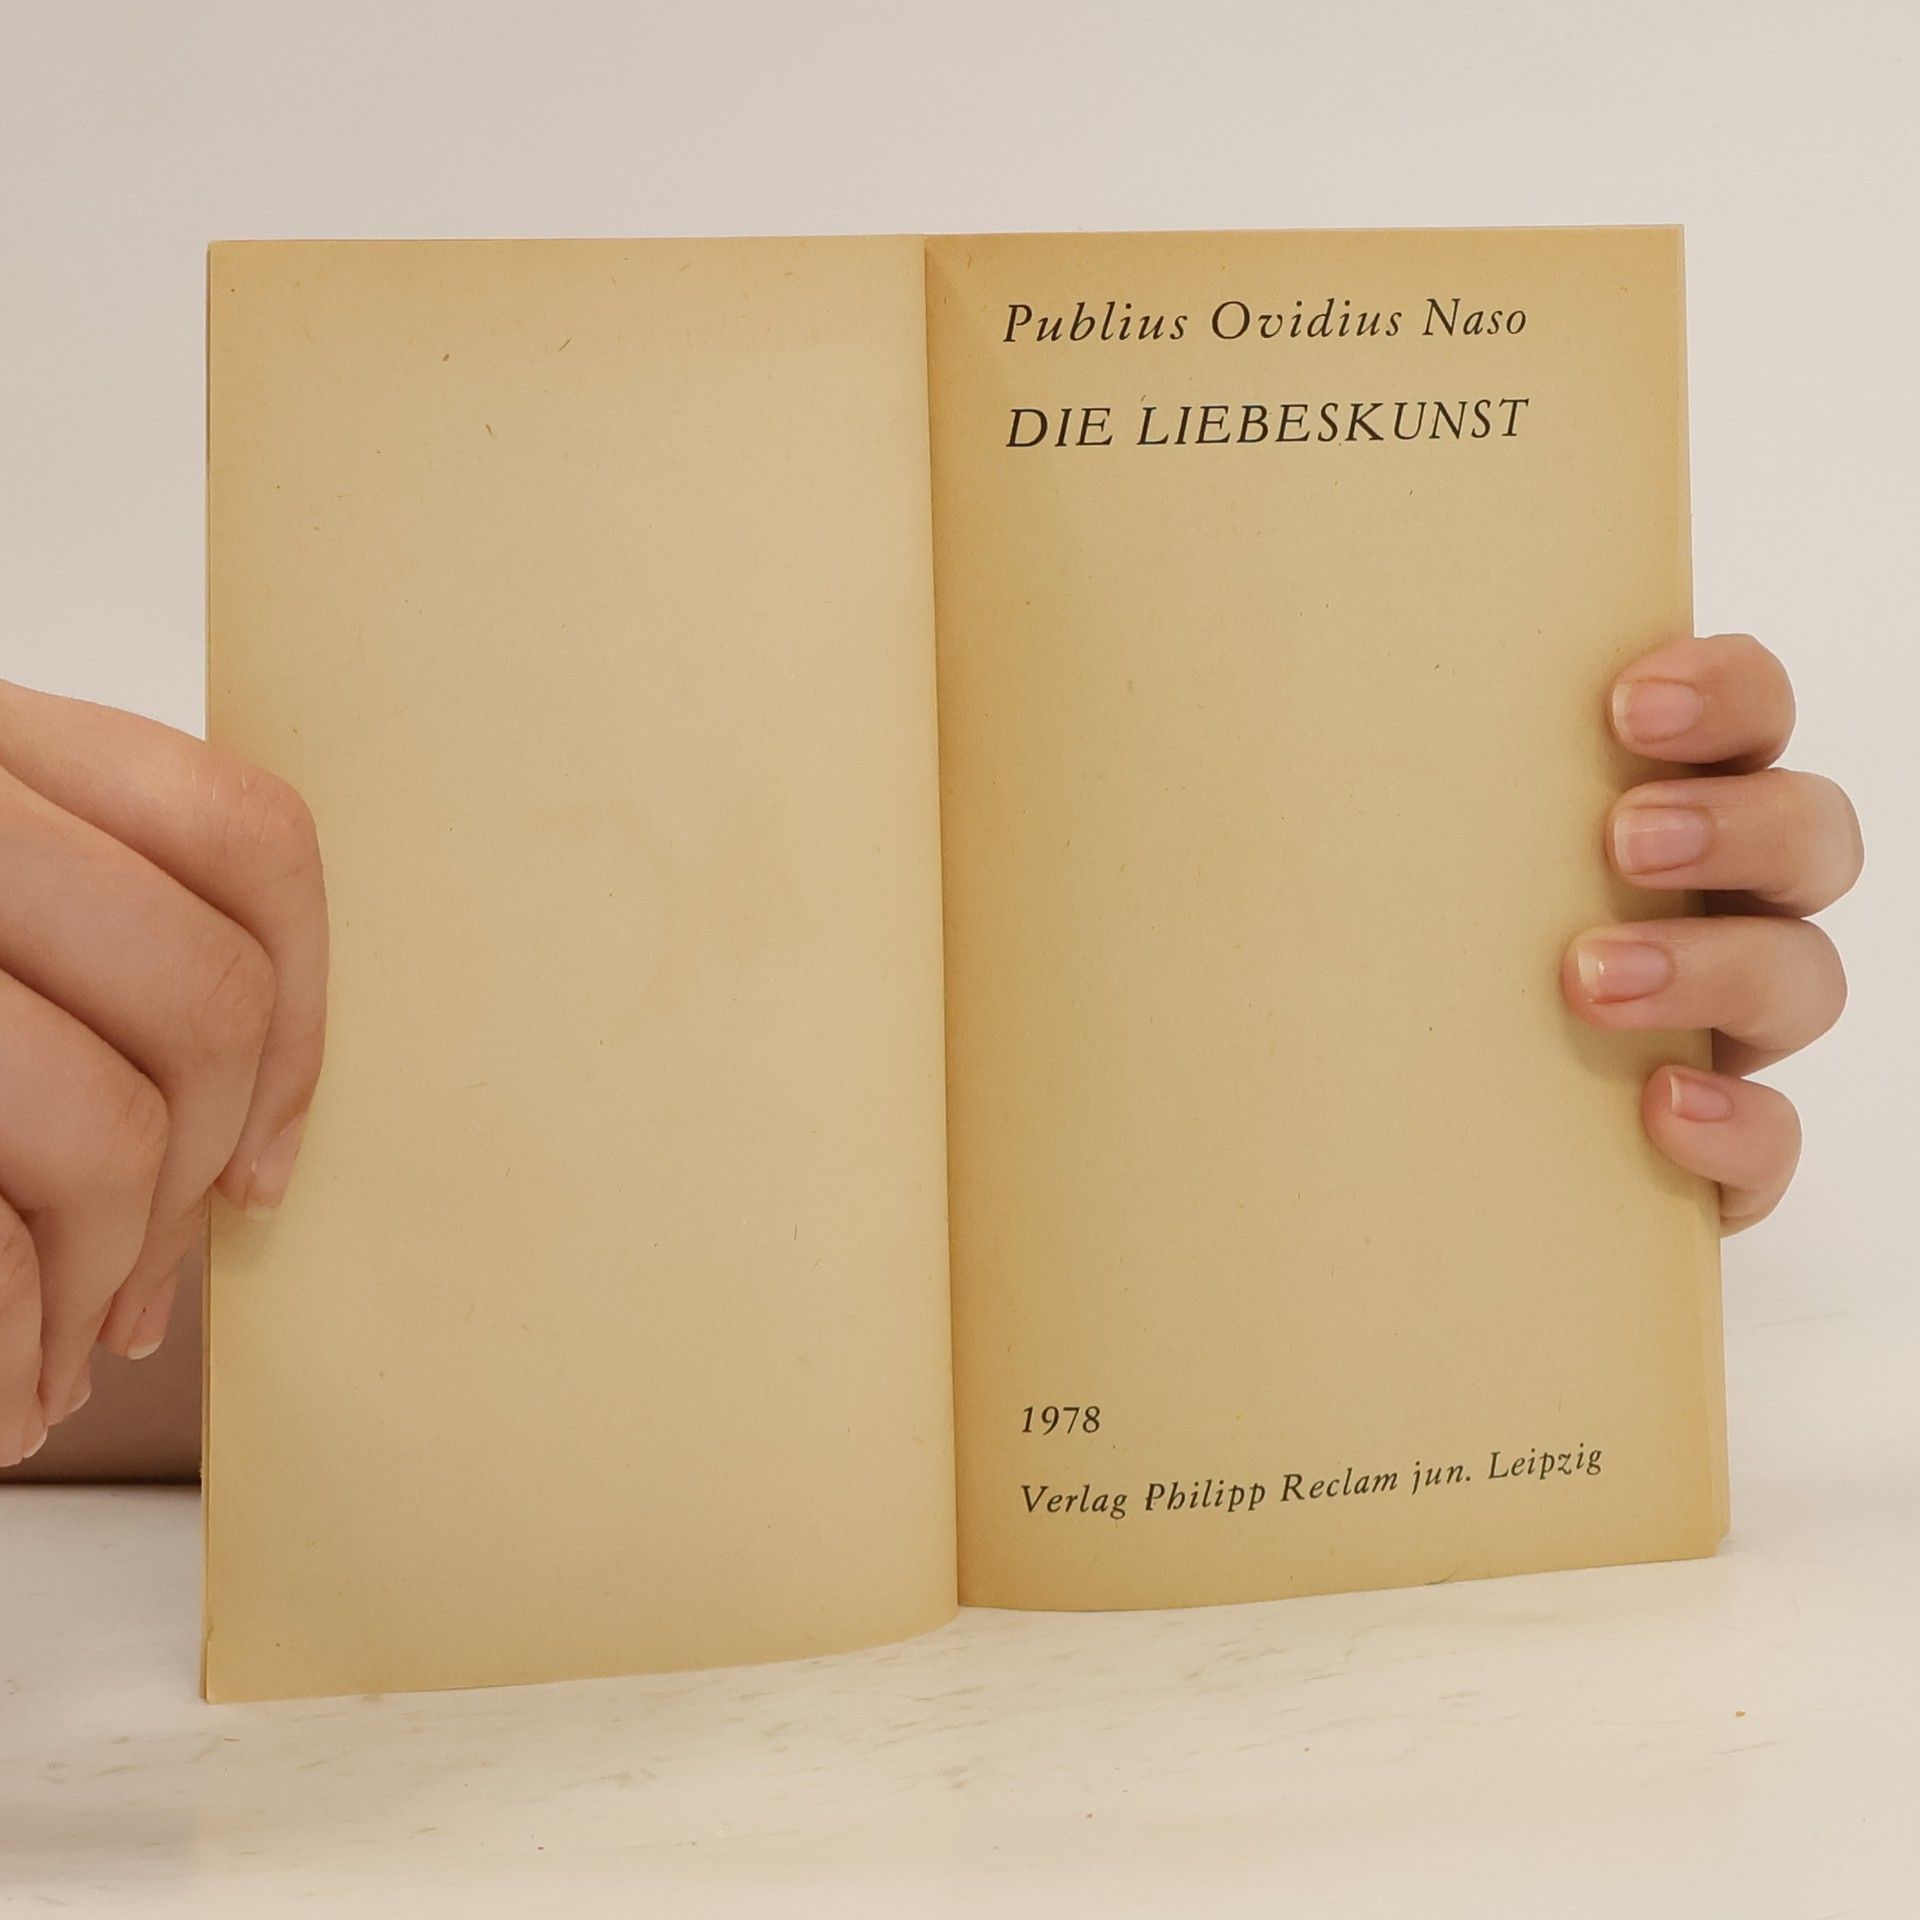 Publius Ovidius Naso
DIE LIEBESKUNST
1978
Verlag Philipp Reclam jun. Leipzig